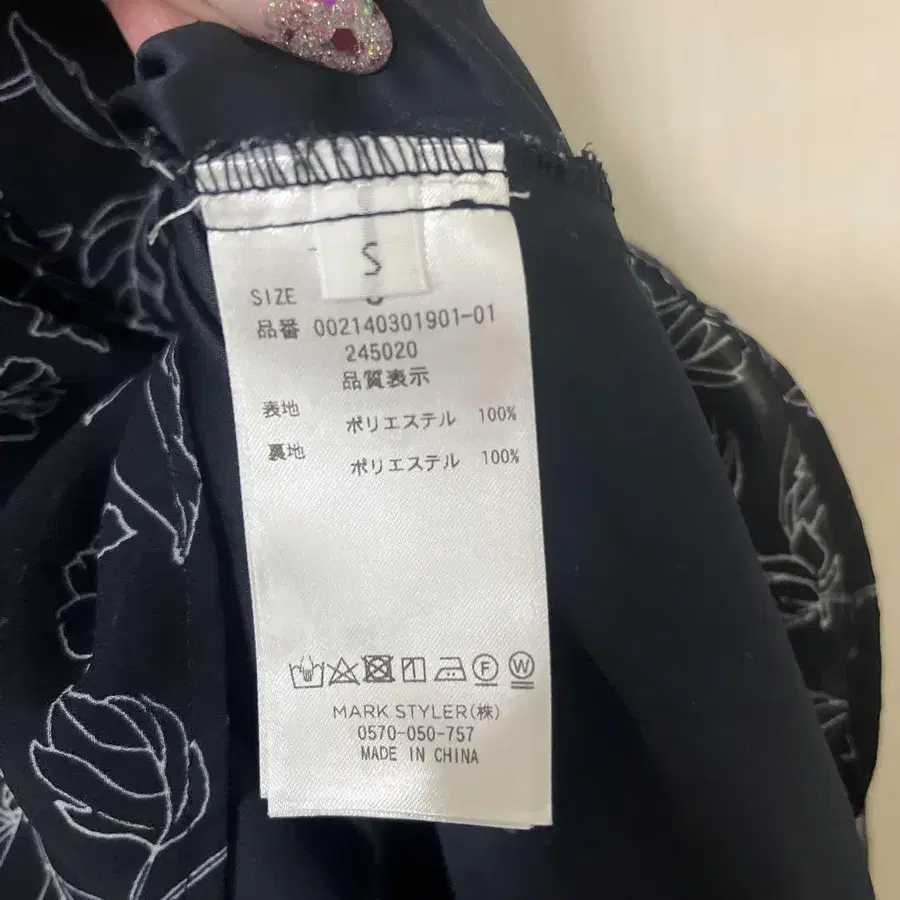 S
SIZE
品番 002140301901-01
245020
品質表示
表地 ポリエステル 100%
裏地 ポリエステル 100%
F W
MARK STYLER(株)
0570-050-757
MADE IN CHINA